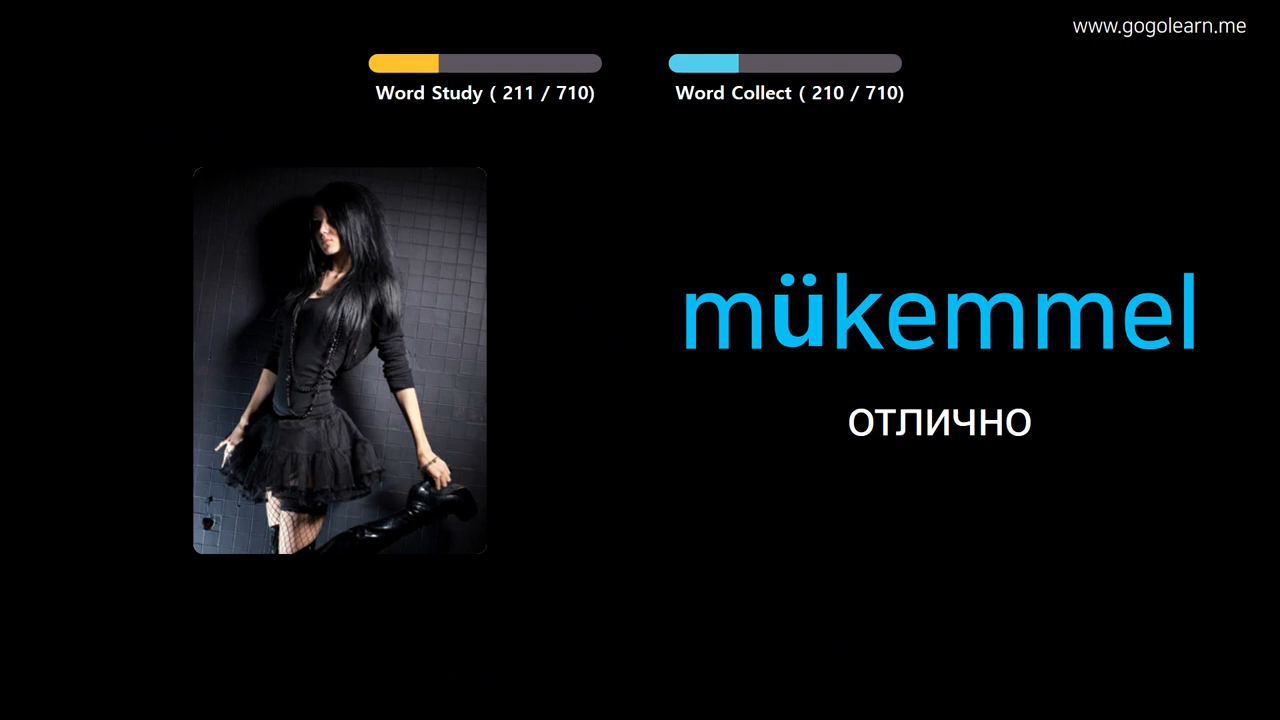 www.gogolearn.me
Word Study ( 211 / 710)
Word Collect ( 210 / 710)
mükemmel
отлично